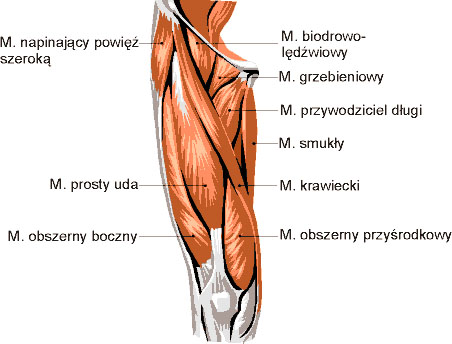 M. napinający powięź
szeroką
M. prosty uda
M. obszerny boczny
M. biodrowo-
lędźwiowy
M. grzebieniowy
M. przywodziciel długi
M. smukły
M. krawiecki
M. obszerny przyśrodkowy